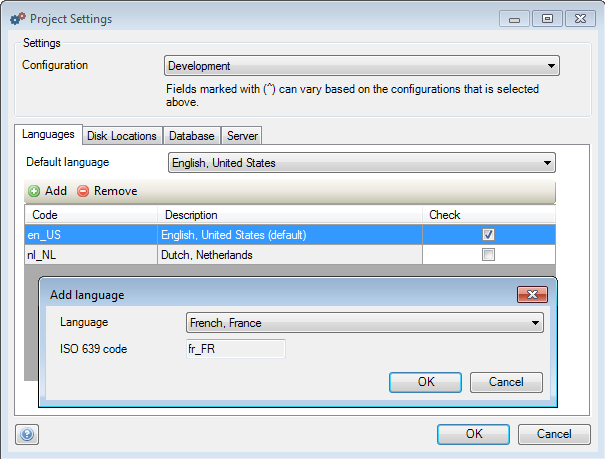 Project Settings
Settings
Configuration
Development
Fields marked with (^) can vary based on the configurations that is selected
above.
Languages Disk Locations Database Server
Default language
English, United States
Add Remove
Code Description Check
en_US English, United States (default)
nl_NL Dutch, Netherlands
Add language
Language
French, France
ISO 639 code
fr_FR
OK Cancel
?
OK Cancel